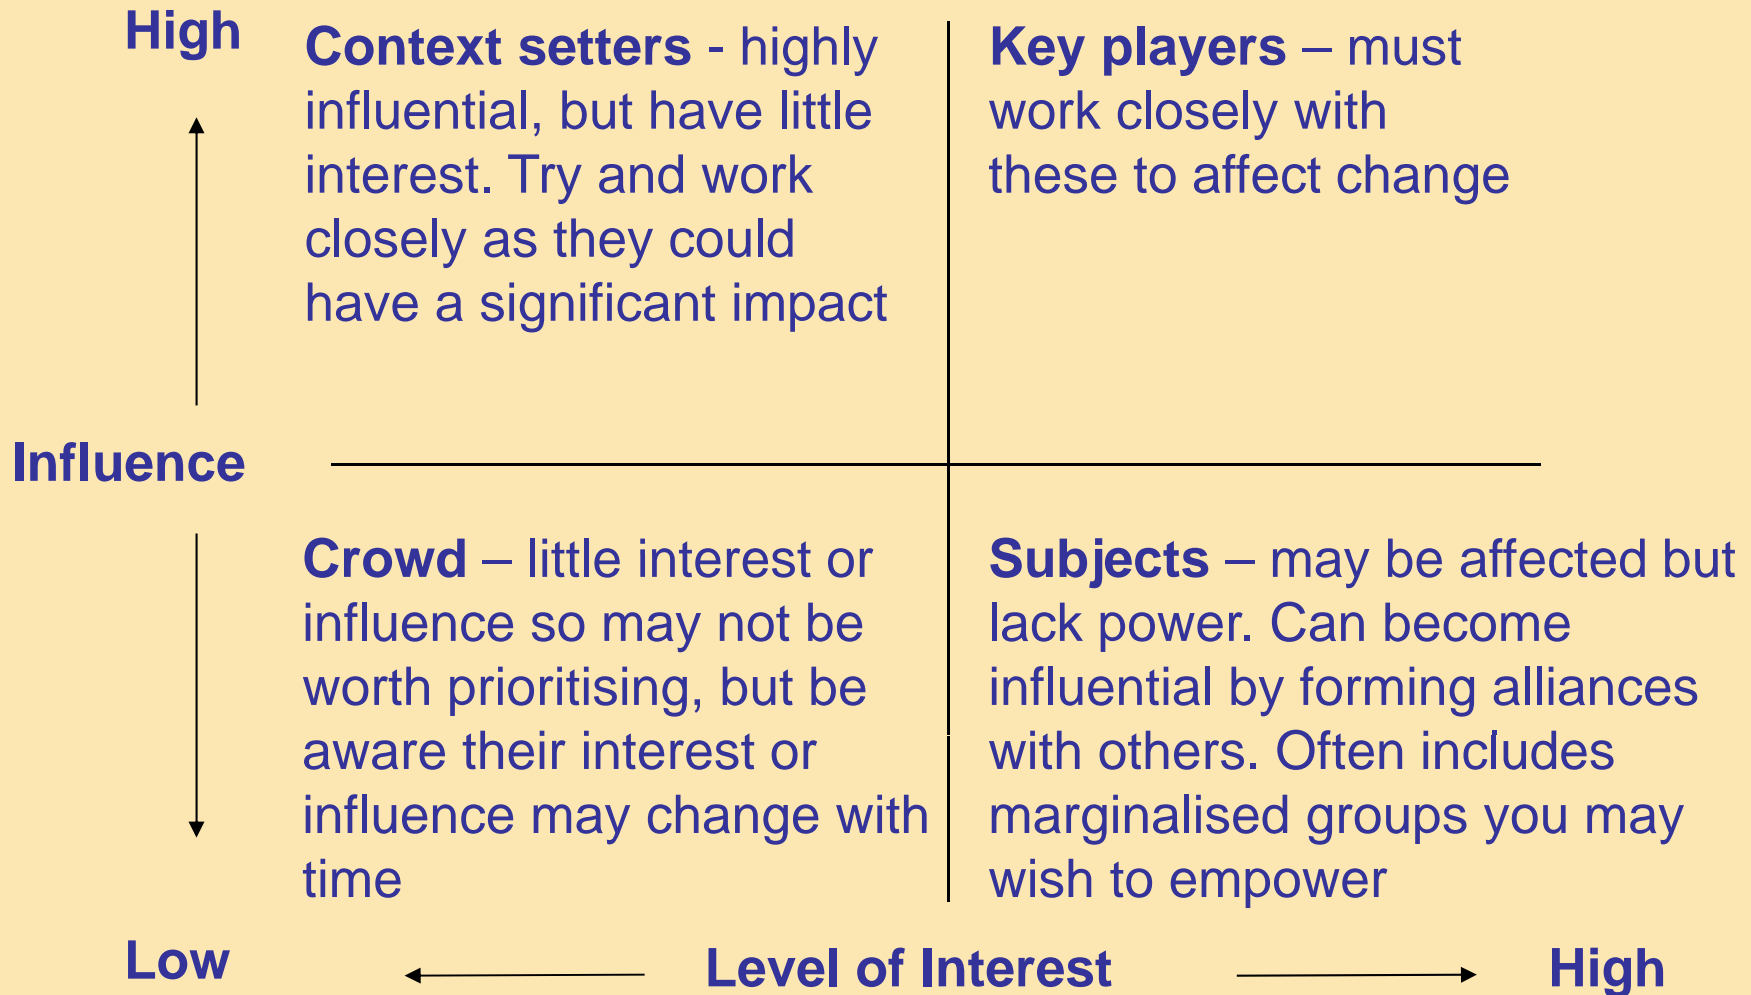 High
Context setters - highly
influential, but have little
interest. Try and work
closely as they could
have a significant impact
Key players – must
work closely with
these to affect change
Influence
Crowd – little interest or
influence so may not be
worth prioritising, but be
aware their interest or
influence may change with
time
Subjects – may be affected but
lack power. Can become
influential by forming alliances
with others. Often includes
marginalised groups you may
wish to empower
Low
Level of Interest
High